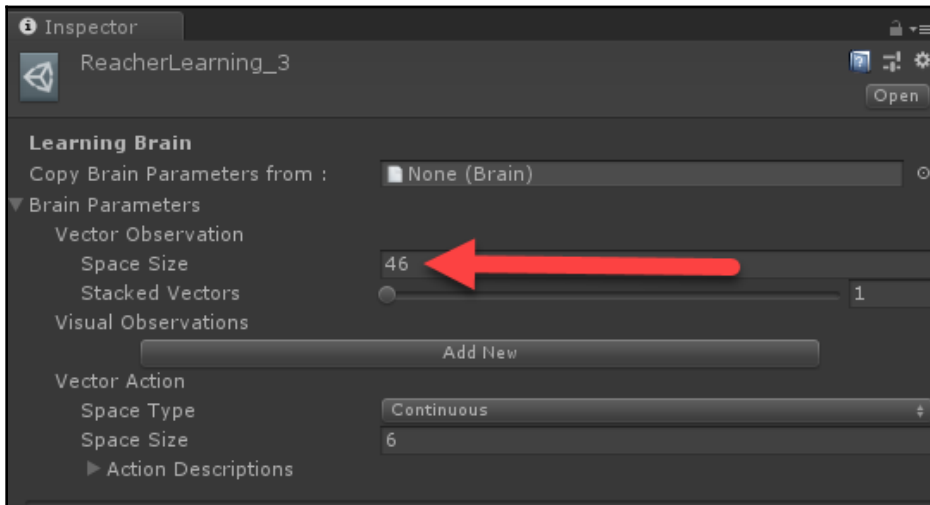 Inspector
ReacherLearning_3
Open
Learning Brain
Copy Brain Parameters from :
None (Brain)
Brain Parameters
Vector Observation
Space Size 46
Stacked Vectors 1
Visual Observations
Add New
Vector Action
Space Type Continuous
Space Size 6
Action Descriptions